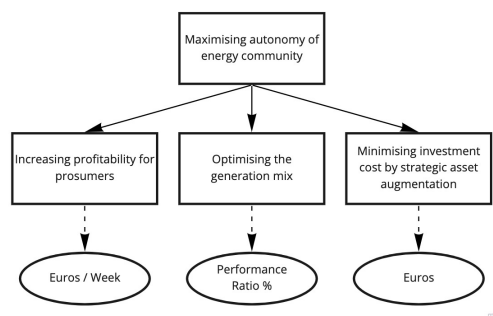 Maximising autonomy of
energy community
Increasing profitability for
prosumers
Optimising the
generation mix
Minimising investment
cost by strategic asset
augmentation
Euros / Week
Performance
Ratio %
Euros